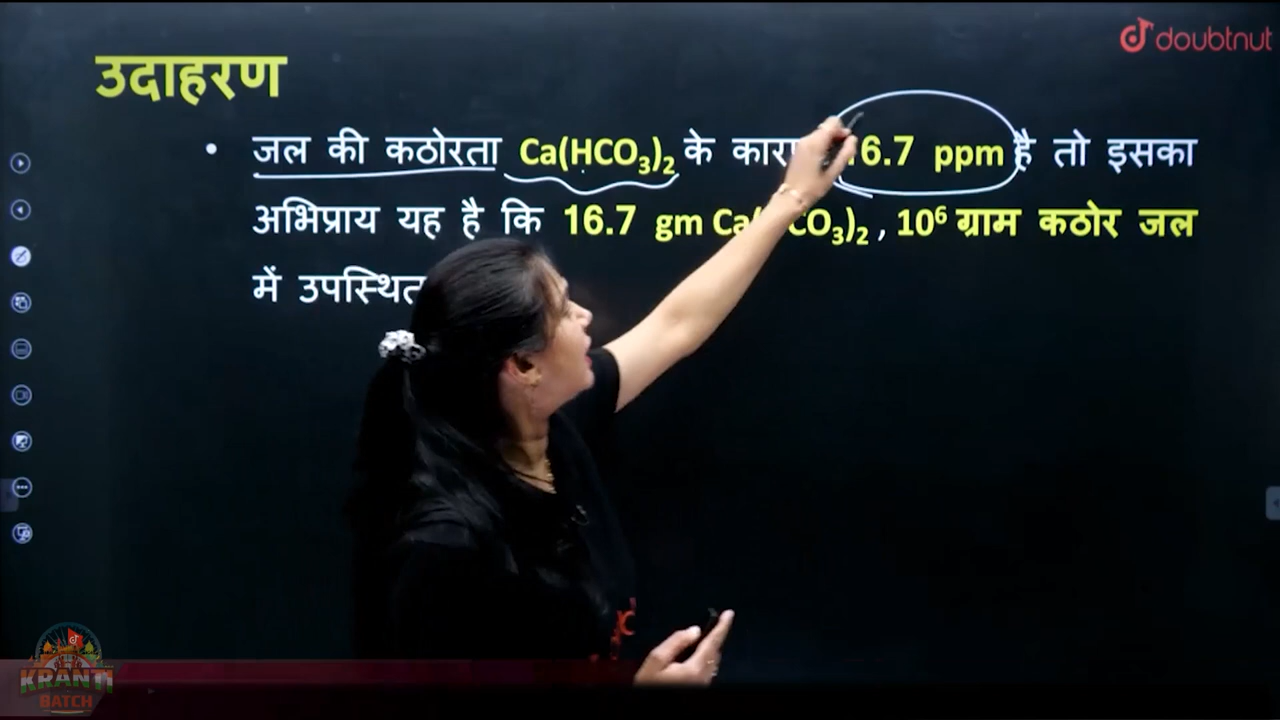 doubtnut
उदाहरण
• जल की कठोरता Ca(HCO₃)₂ के 16.7 ppm है तो इसका
अभिप्राय यह है कि 16.7 gm , 10⁶ ग्राम कठोर जल
में उपस्थित
KRANTI
BATCH